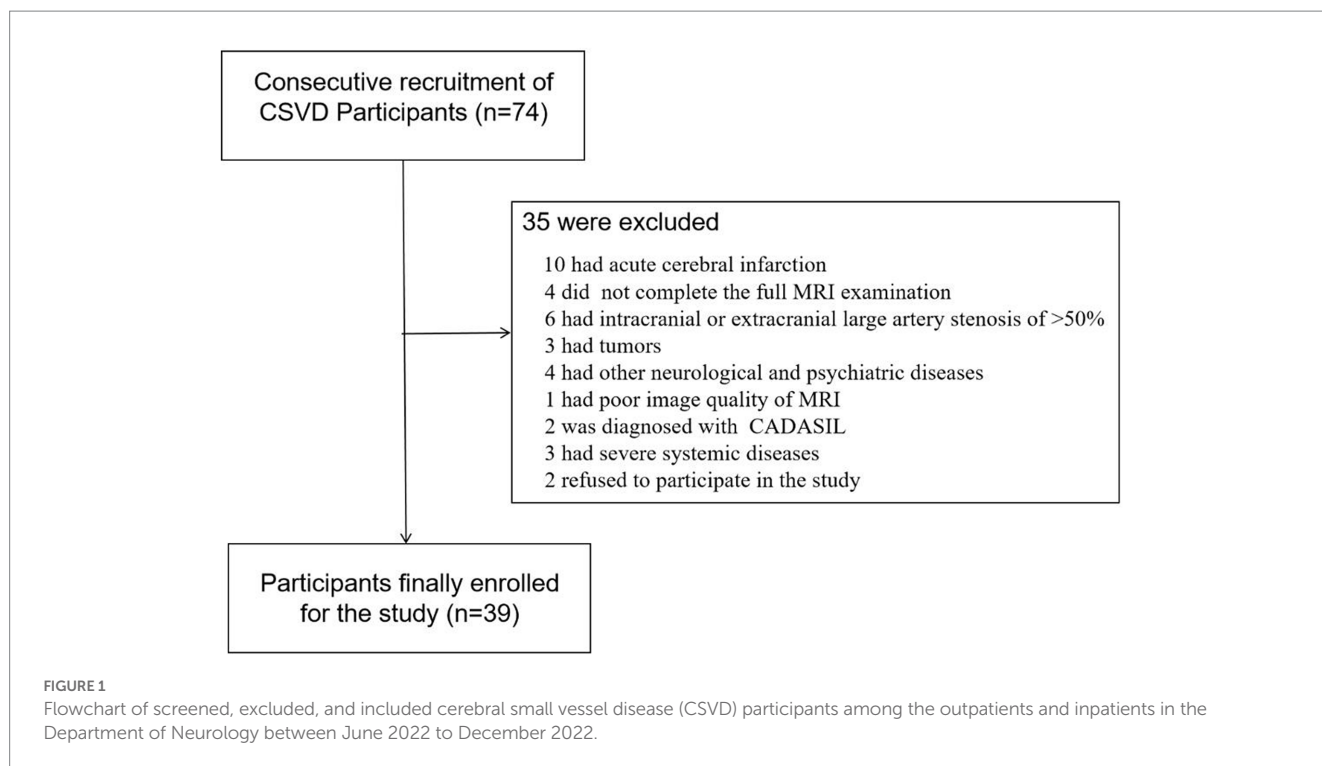 Consecutive recruitment of
CSVD Participants (n=74)
35 were excluded
10 had acute cerebral infarction
4 did not complete the full MRI examination
6 had intracranial or extracranial large artery stenosis of >50%
3 had tumors
4 had other neurological and psychiatric diseases
1 had poor image quality of MRI
2 was diagnosed with CADASIL
3 had severe systemic diseases
2 refused to participate in the study
Participants finally enrolled
for the study (n=39)
FIGURE 1
Flowchart of screened, excluded, and included cerebral small vessel disease (CSVD) participants among the outpatients and inpatients in the
Department of Neurology between June 2022 to December 2022.